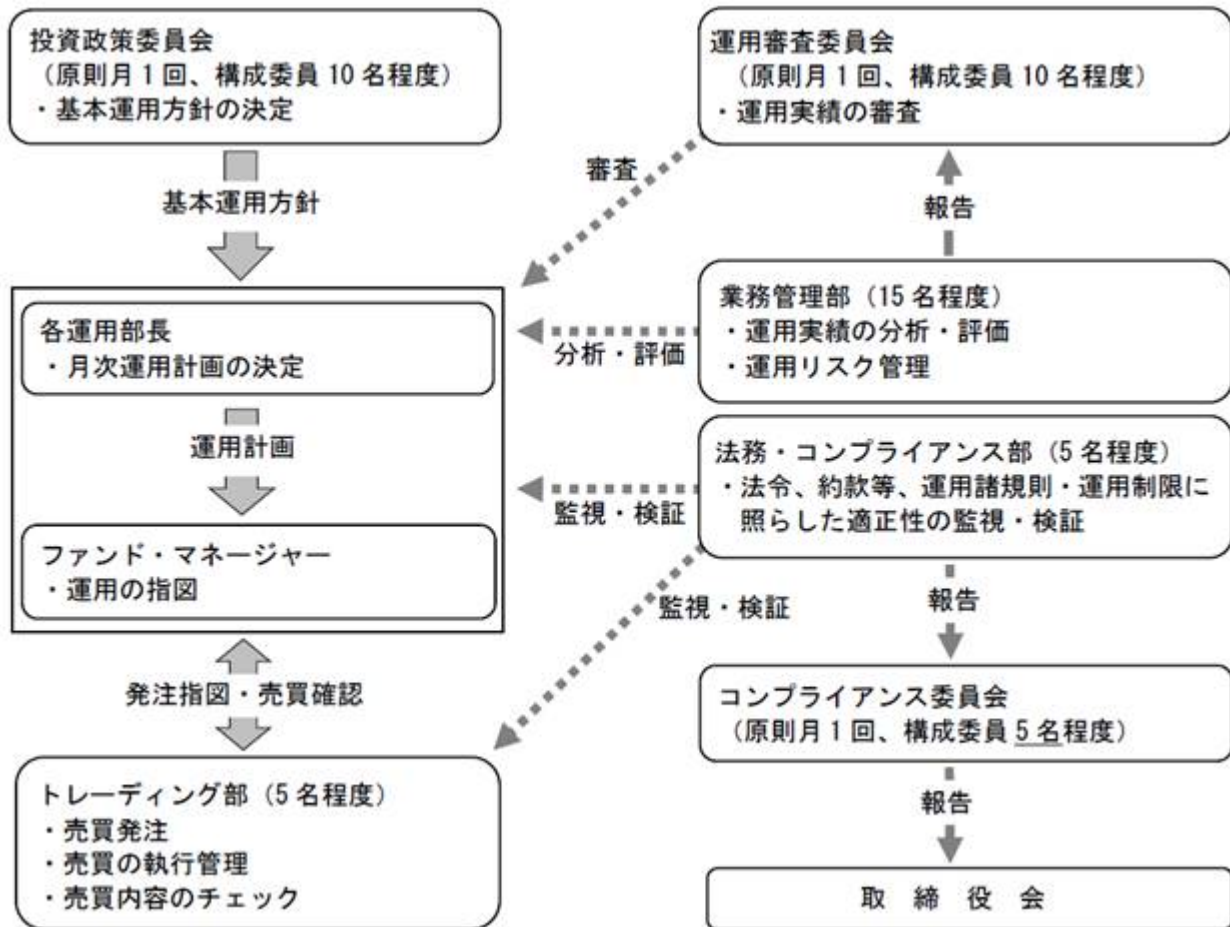 投資政策委員会
（原則月1回、構成委員10名程度）
・基本運用方針の決定
基本運用方針
各運用部長
・月次運用計画の決定
運用計画
ファンド・マネージャー
・運用の指図
発注指図・売買確認
トレーディング部（5名程度）
・売買発注
・売買の執行管理
・売買内容のチェック
運用審査委員会
（原則月1回、構成委員10名程度）
・運用実績の審査
審査
報告
業務管理部（15名程度）
・運用実績の分析・評価
・運用リスク管理
分析・評価
法務・コンプライアンス部（5名程度）
・法令、約款等、運用諸規則・運用制限に
照らした適正性の監視・検証
監視・検証
監視・検証
報告
コンプライアンス委員会
（原則月1回、構成委員5名程度）
報告
取締役会